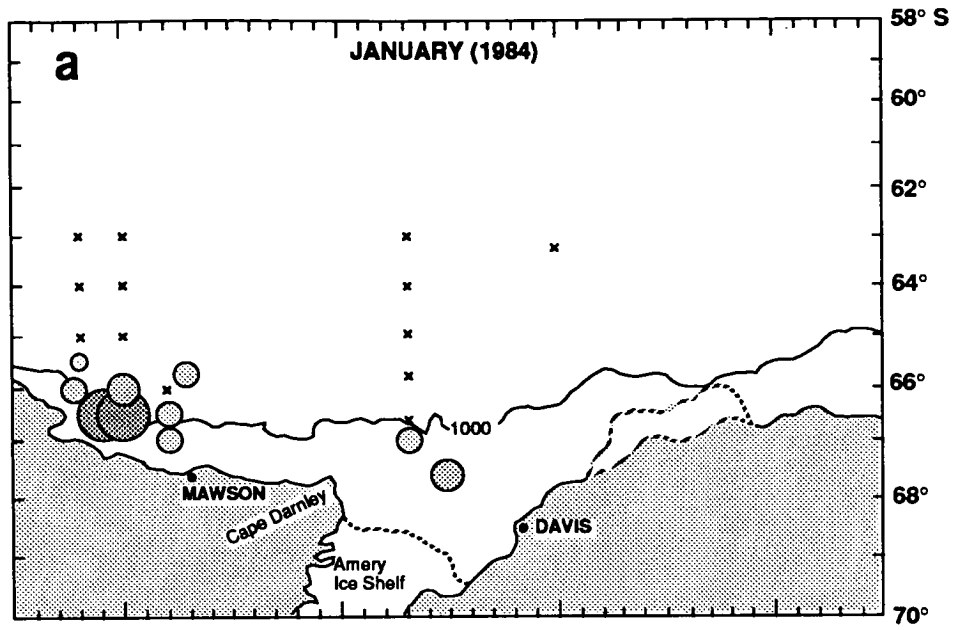 58° S
a
JANUARY (1984)
60°
62°
64°
66°
1000
MAWSON
68°
Cape Darnley
DAVIS
Amery
Ice Shelf
70°